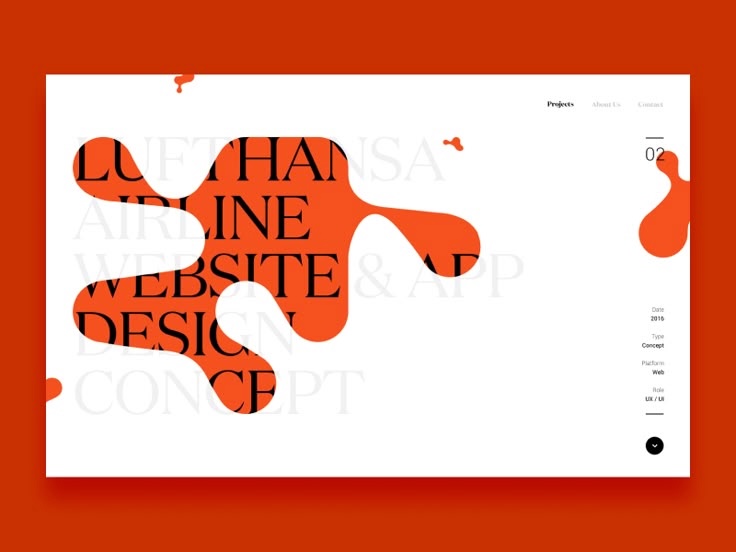 Projects About Us Contact
02
LUFTHANSA
AIRLINE
WEBSITE & APP
DESIGN
CONCEPT
Date
2016
Type
Concept
Platform
Web
Role
UX / UI